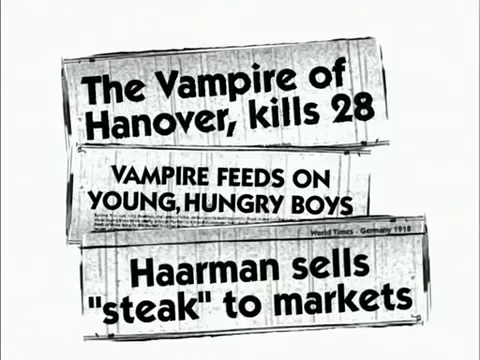 The Vampire of
Hanover, kills 28
VAMPIRE FEEDS ON
YOUNG, HUNGRY BOYS
World Times - Germany 1918
Haarman sells
"steak" to markets